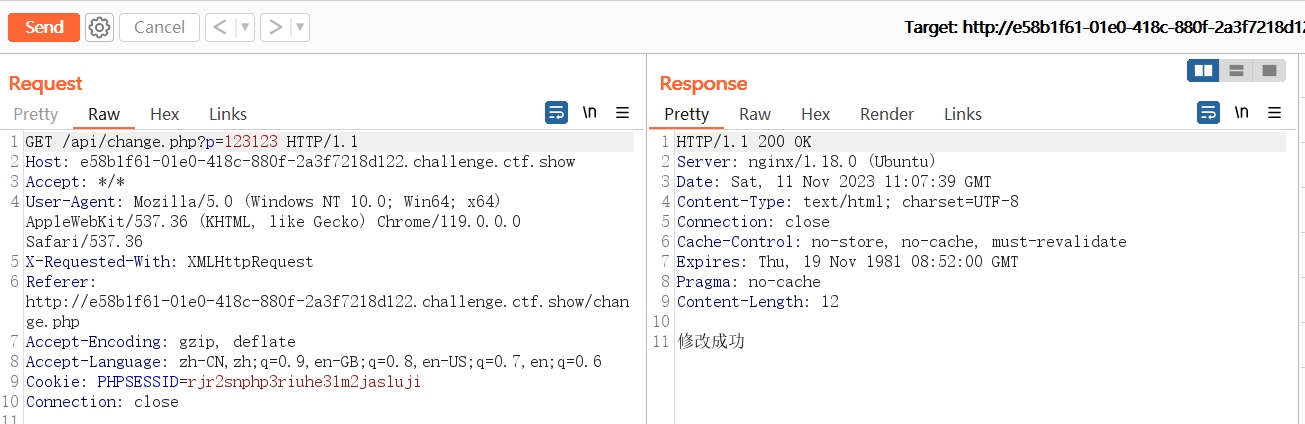 Send Cancel < > Target: http://e58b1f61-01e0-418c-880f-2a3f7218d12
Request
Pretty Raw Hex Links \n
1 GET /api/change.php?p=123123 HTTP/1.1
2 Host: e58b1f61-01e0-418c-880f-2a3f7218d122.challenge.ctf.show
3 Accept: */*
4 User-Agent: Mozilla/5.0 (Windows NT 10.0; Win64; x64)
AppleWebKit/537.36 (KHTML, like Gecko) Chrome/119.0.0.0
Safari/537.36
5 X-Requested-With: XMLHttpRequest
6 Referer:
http://e58b1f61-01e0-418c-880f-2a3f7218d122.challenge.ctf.show/chan
ge.php
7 Accept-Encoding: gzip, deflate
8 Accept-Language: zh-CN,zh;q=0.9,en-GB;q=0.8,en-US;q=0.7,en;q=0.6
9 Cookie: PHPSESSID=rjr2snphp3riuhe31m2jasluji
10 Connection: close
11
Response
Pretty Raw Hex Render Links \n
1 HTTP/1.1 200 OK
2 Server: nginx/1.18.0 (Ubuntu)
3 Date: Sat, 11 Nov 2023 11:07:39 GMT
4 Content-Type: text/html; charset=UTF-8
5 Connection: close
6 Cache-Control: no-store, no-cache, must-revalidate
7 Expires: Thu, 19 Nov 1981 08:52:00 GMT
8 Pragma: no-cache
9 Content-Length: 12
10
11 修改成功